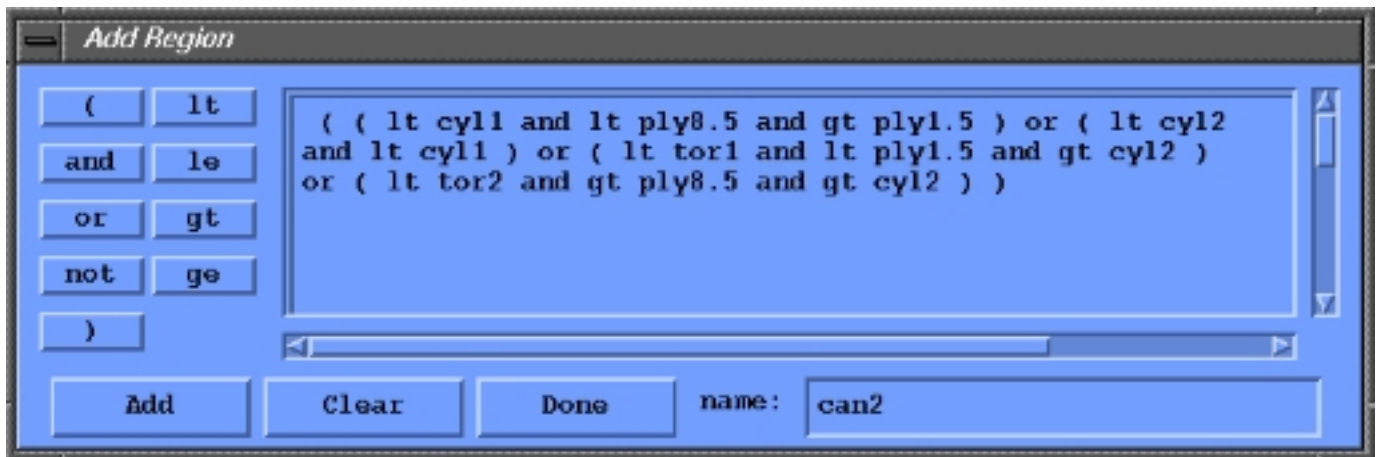 Add Region
( lt
and le
or gt
not ge
)
( ( lt cyl1 and lt ply8.5 and gt ply1.5 ) or ( lt cyl2
and lt cyl1 ) or ( lt tor1 and lt ply1.5 and gt cyl2 )
or ( lt tor2 and gt ply8.5 and gt cyl2 ) )
Add Clear Done name: can2